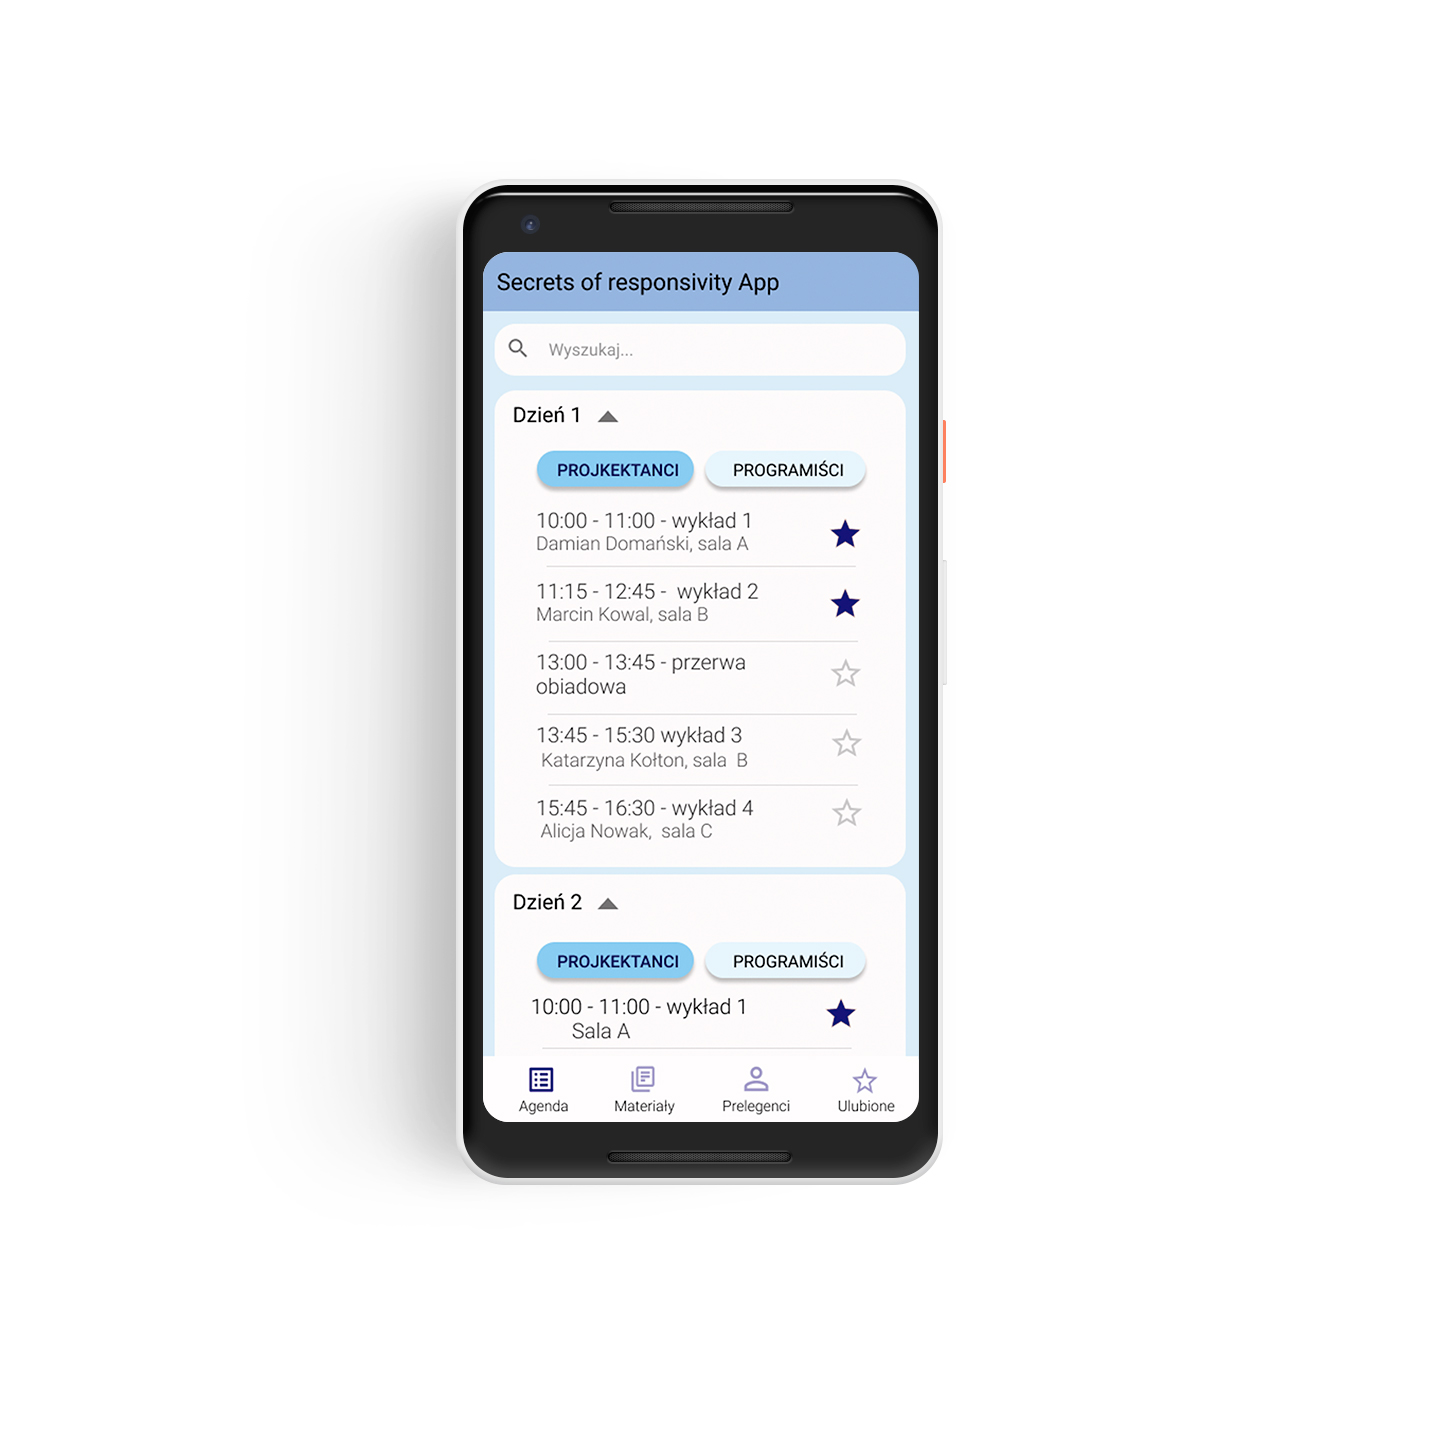 Secrets of responsivity App
Wyszukaj...
Dzień 1
PROJKEKTANCI PROGRAMIŚCI
10:00 - 11:00 - wykład 1
Damian Domański, sala A
11:15 - 12:45 - wykład 2
Marcin Kowal, sala B
13:00 - 13:45 - przerwa
obiadowa
13:45 - 15:30 wykład 3
Katarzyna Kołton, sala B
15:45 - 16:30 - wykład 4
Alicja Nowak, sala C
Dzień 2
PROJKEKTANCI PROGRAMIŚCI
10:00 - 11:00 - wykład 1
Sala A
Agenda Materiały Prelegenci Ulubione